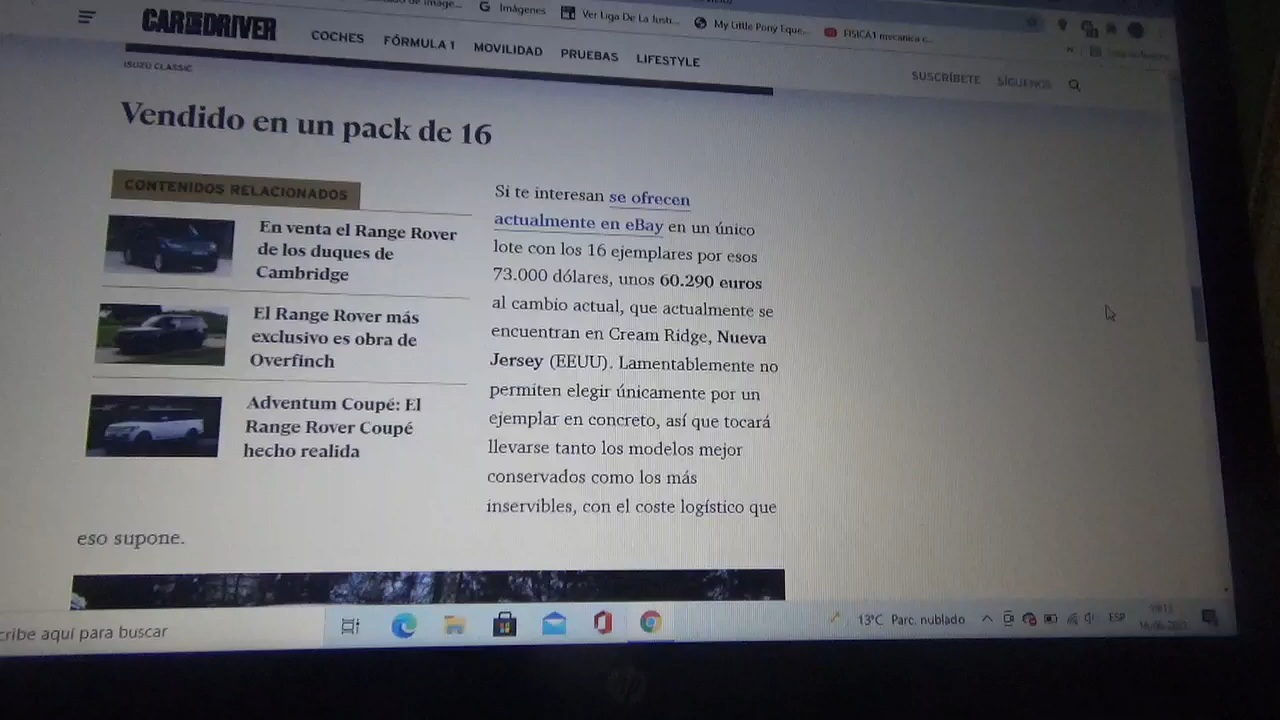 Imágenes
Ver Liga De La Justi...
My Little Pony Eque...
FISICA1 mecanica c...
CAR AND DRIVER
COCHES FÓRMULA 1 MOVILIDAD PRUEBAS LIFESTYLE
SUSCRÍBETE SÍGUENOS
ISUZU CLASSIC
Vendido en un pack de 16
CONTENIDOS RELACIONADOS
En venta el Range Rover
de los duques de
Cambridge
El Range Rover más
exclusivo es obra de
Overfinch
Adventum Coupé: El
Range Rover Coupé
hecho realida
Si te interesan se ofrecen
actualmente en eBay en un único
lote con los 16 ejemplares por esos
73.000 dólares, unos 60.290 euros
al cambio actual, que actualmente se
encuentran en Cream Ridge, Nueva
Jersey (EEUU). Lamentablemente no
permiten elegir únicamente por un
ejemplar en concreto, así que tocará
llevarse tanto los modelos mejor
conservados como los más
inservibles, con el coste logístico que
eso supone.
cribe aquí para buscar
13°C Parc. nublado
ESP
hp